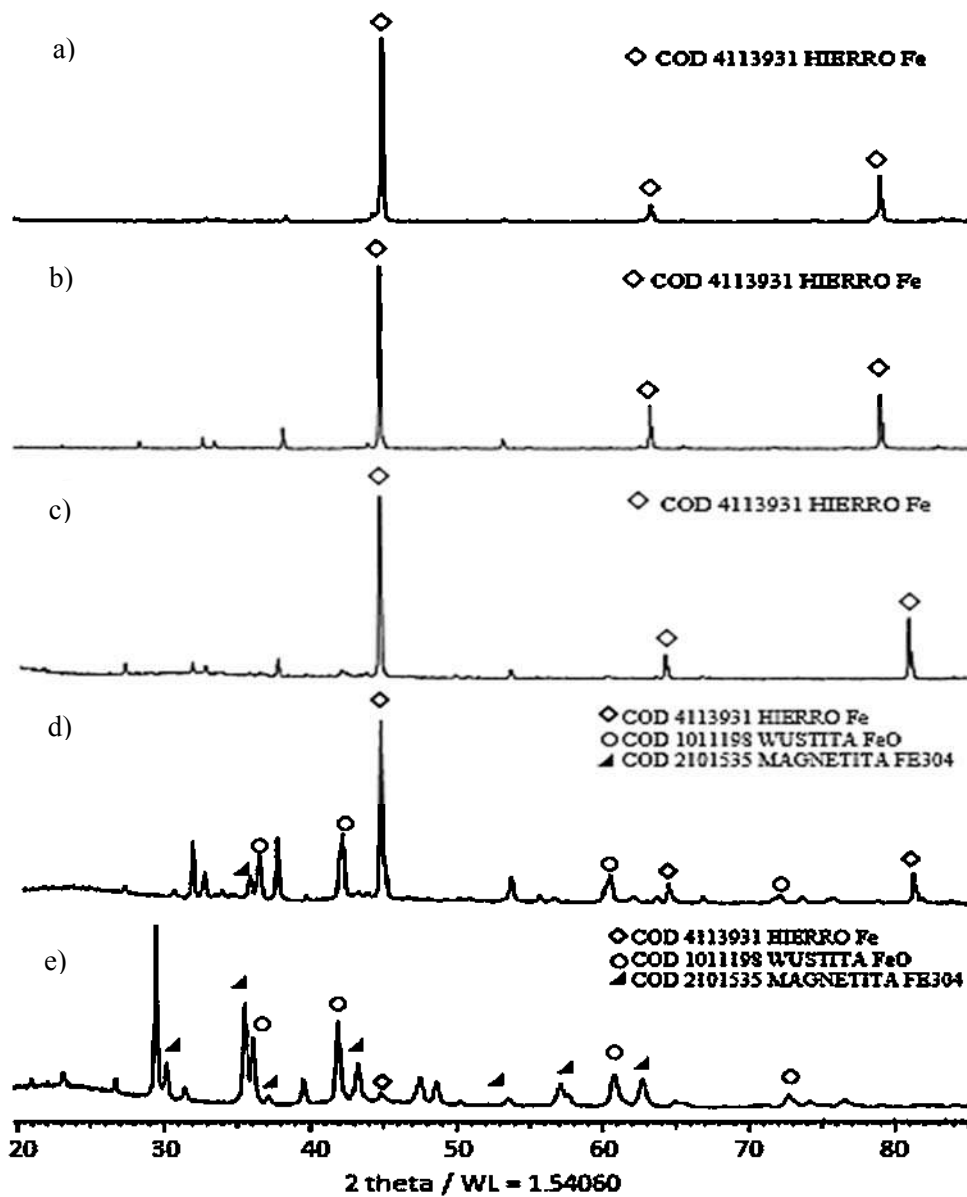 a)
◇ COD 4113931 HIERRO Fe
b)
◇ COD 4113931 HIERRO Fe
c)
◇ COD 4113931 HIERRO Fe
d)
◇ COD 4113931 HIERRO Fe
○ COD 1011198 WUSTITA FeO
◢ COD 2101535 MAGNETITA FE304
e)
◇ COD 4113931 HIERRO Fe
○ COD 1011198 WUSTITA FeO
◢ COD 2101535 MAGNETITA FE304
20 30 40 50 60 70 80
2 theta / WL = 1.54060